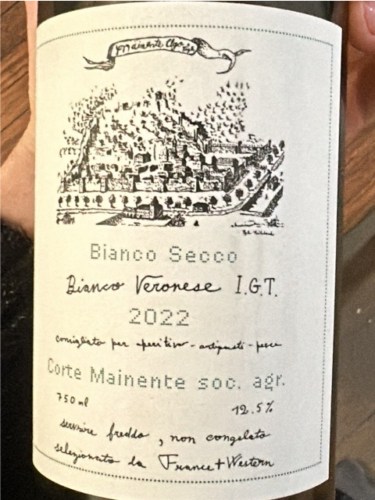 Mainente
Bianco Secco
Bianco Veronese I.G.T.
2022
consigliato per aperitivo - antipasti - pesce
Corte Mainente soc. agr.
750 ml
12.5%
servire freddo, non congelato
selezionato da France + Western